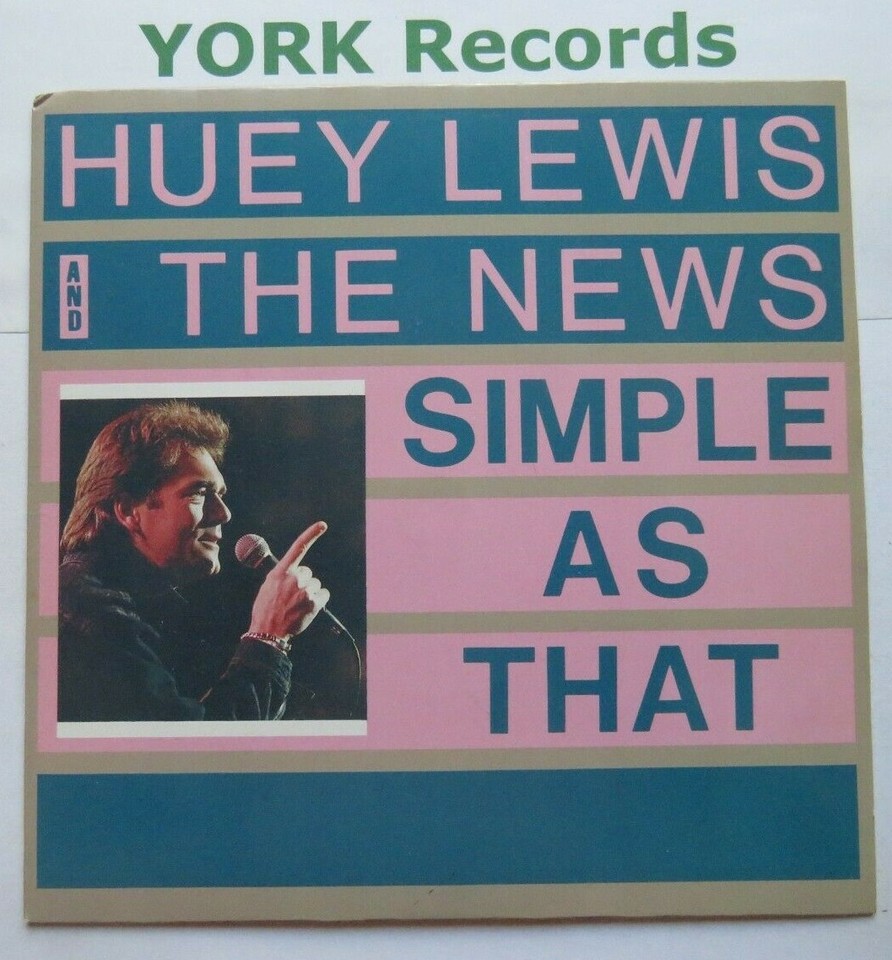 YORK Records
HUEY LEWIS
AND THE NEWS
SIMPLE
AS
THAT